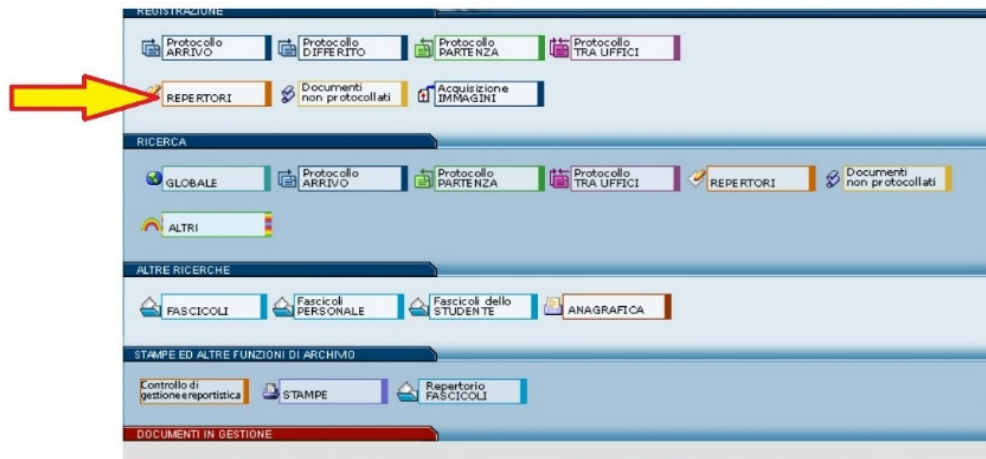 REGISTRAZIONE
Protocollo
ARRIVO
Protocollo
DIFFERITO
Protocollo
PARTENZA
Protocollo
TRA UFFICI
REPERTORI
Documenti
non protocollati
Acquisizione
IMMAGINI
RICERCA
GLOBALE
Protocollo
ARRIVO
Protocollo
PARTENZA
Protocollo
TRA UFFICI
REPERTORI
Documenti
non protocollati
ALTRI
ALTRE RICERCHE
FASCICOLI
Fascicoli
PERSONALE
Fascicoli dello
STUDENTE
ANAGRAFICA
STAMPE ED ALTRE FUNZIONI DI ARCHIVIO
Controllo di
gestione e reportistica
STAMPE
Repertorio
FASCICOLI
DOCUMENTI IN GESTIONE